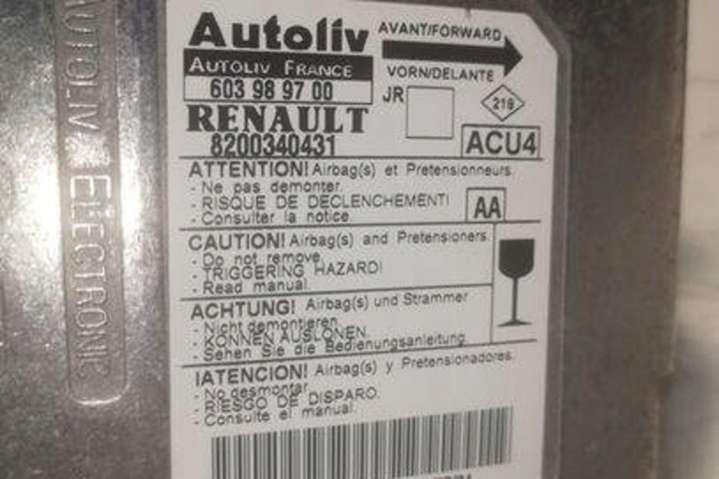 AUTOLIV ELECTRONIC
Autoliv
AUTOLIV FRANCE
603 98 97 00
RENAULT
8200340431
AVANT/FORWARD
VORN/DELANTE
JR
219
ACU4
ATTENTION! Airbag(s) et Pretensionneurs.
- Ne pas demonter.
- RISQUE DE DECLENCHEMENT!
- Consulter la notice.
AA
CAUTION! Airbag(s) and Pretensioners.
- Do not remove.
- TRIGGERING HAZARD!
- Read manual.
ACHTUNG! Airbag(s) und Strammer
- Nicht demontieren.
- KONNEN AUSLONEN.
- Sehen Sie die Bedienungsanleitung
!ATENCION! Airbag(s) y Pretensionadores.
- No desmontar.
- RIESGO DE DISPARO.
- Consulte el manual.